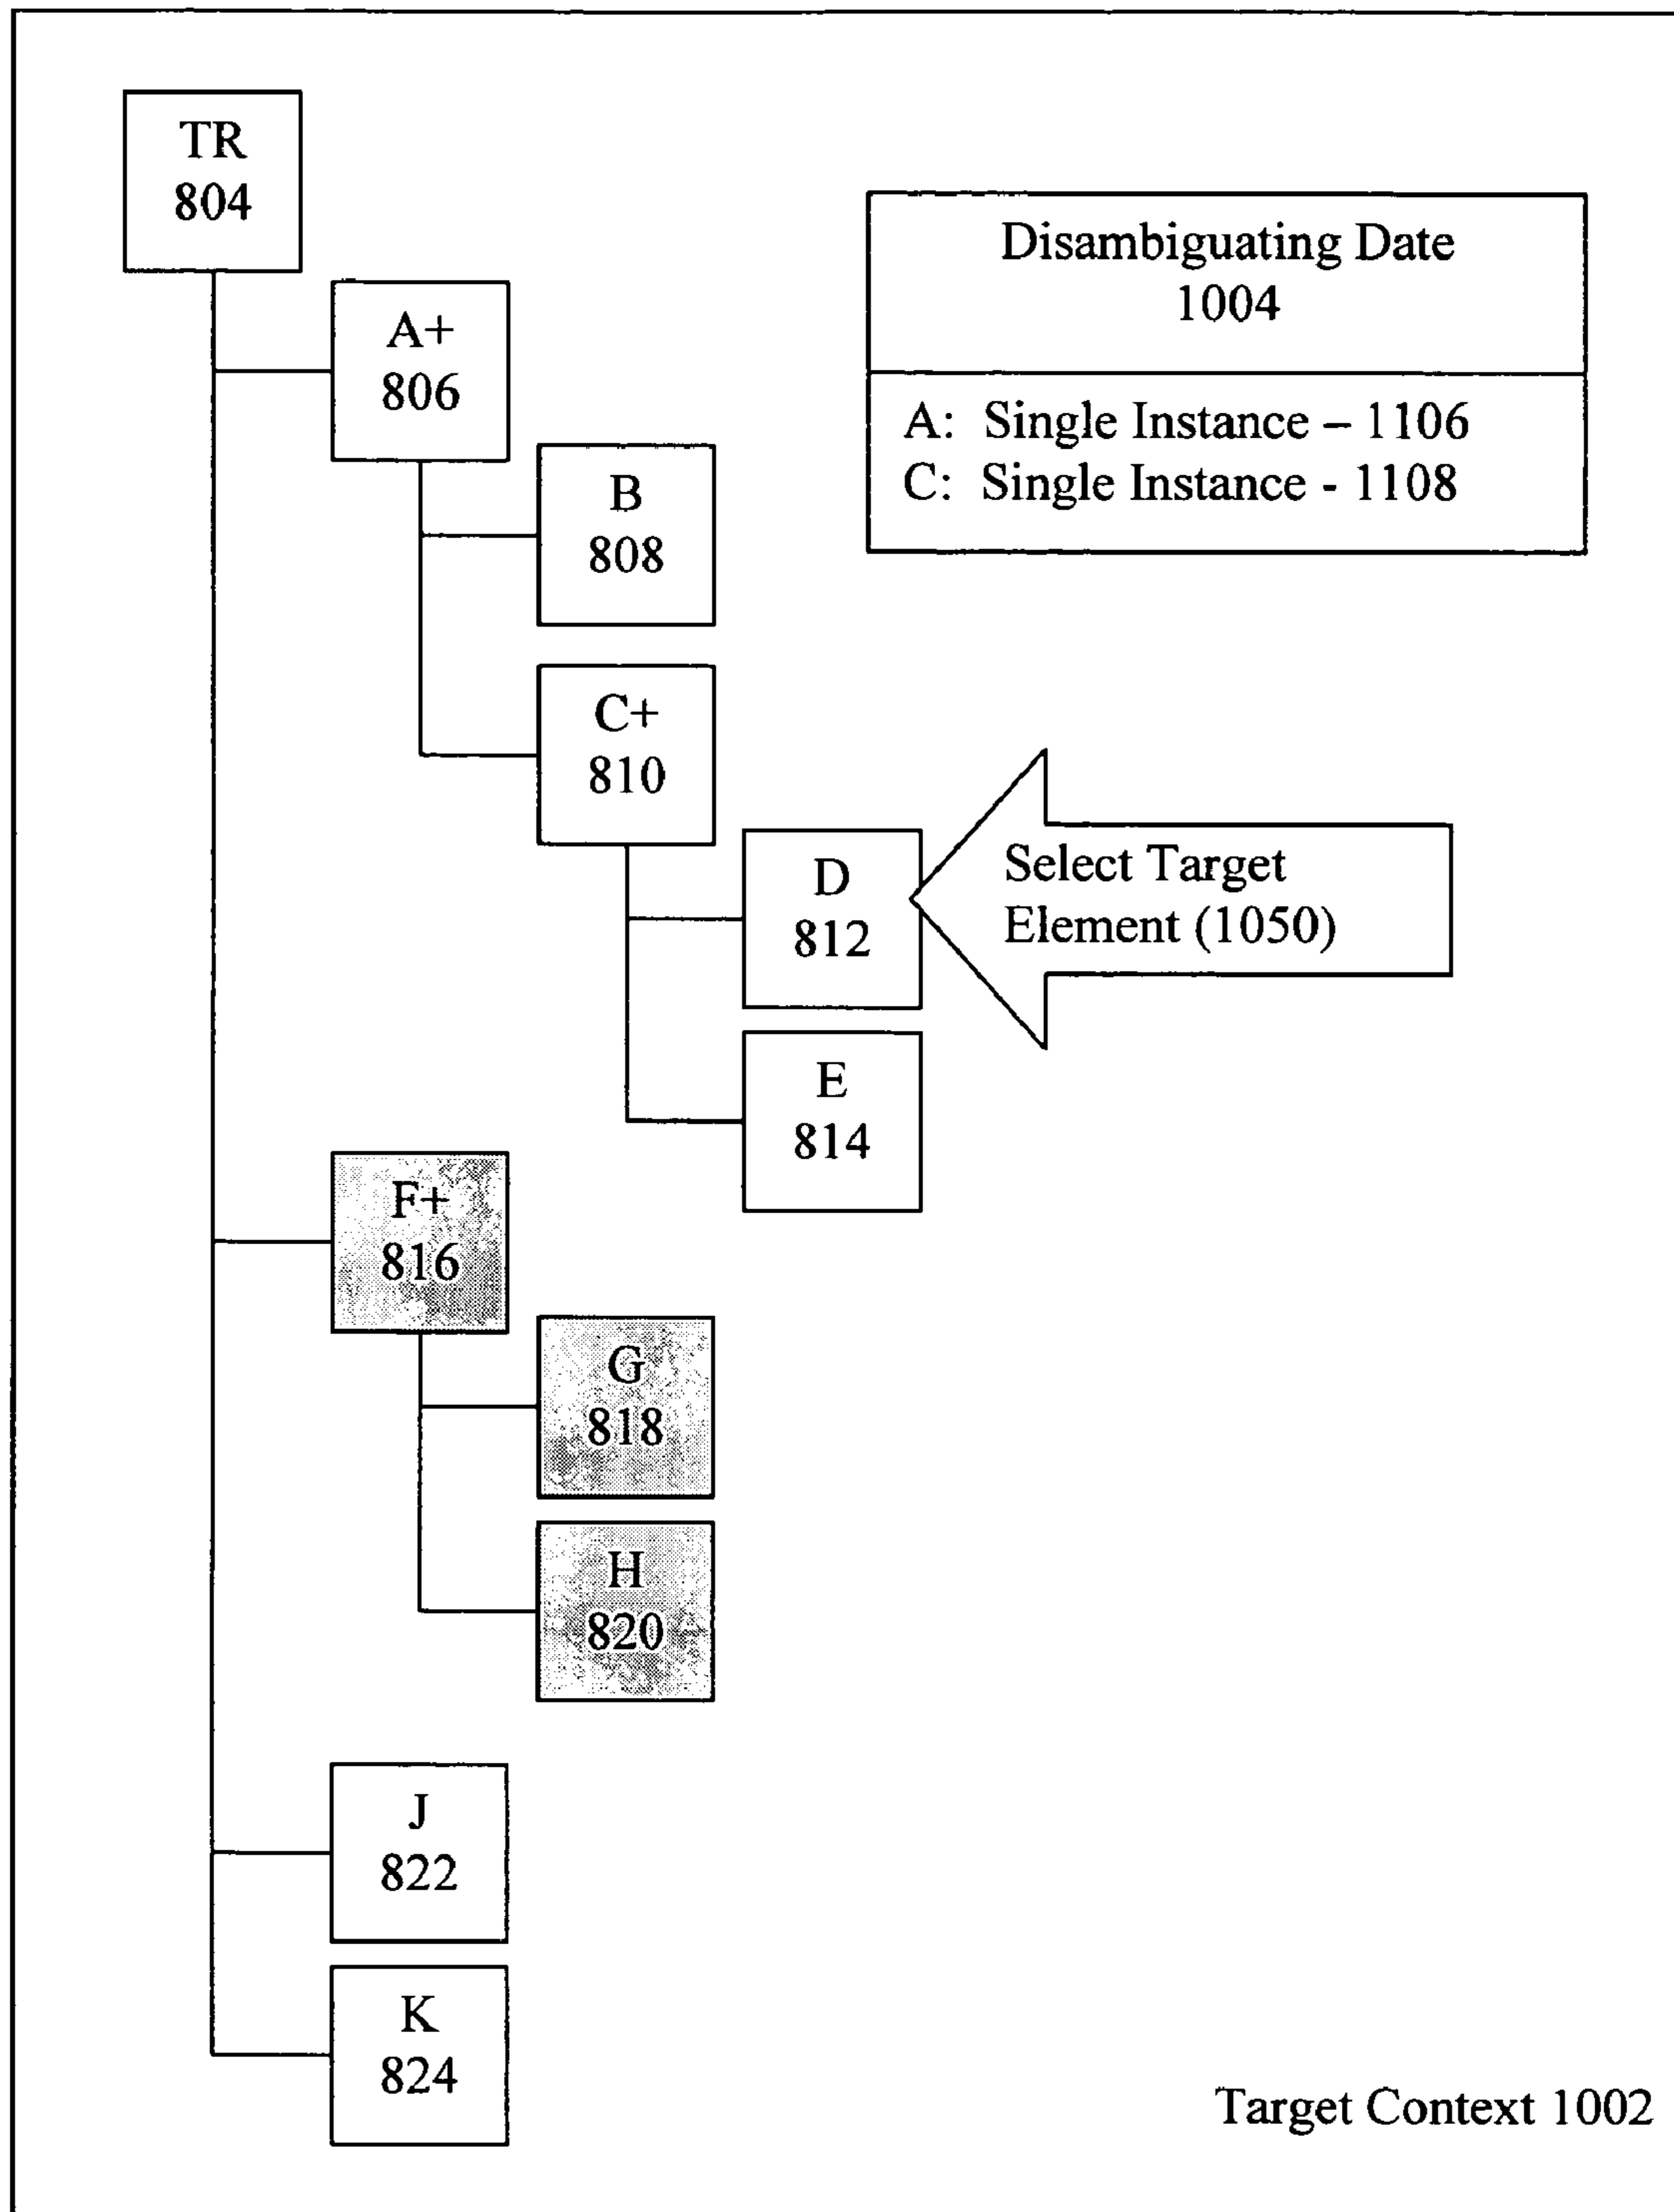 TR
804
A+
806
Disambiguating Date
1004
A: Single Instance – 1106
C: Single Instance - 1108
B
808
C+
810
D
812
Select Target
Element (1050)
E
814
F+
816
G
818
H
820
J
822
K
824
Target Context 1002